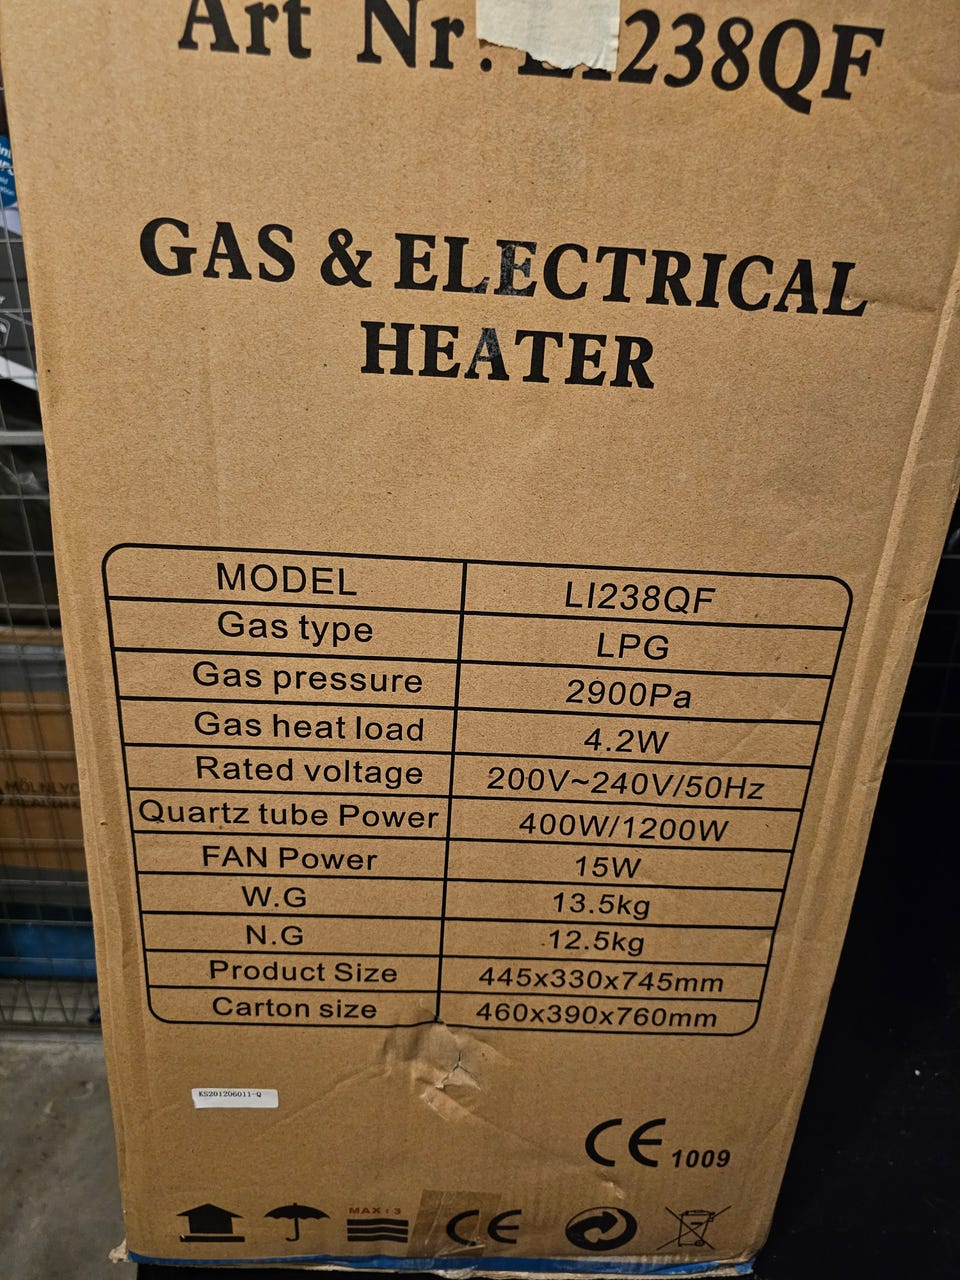 Art Nr. LI238QF
GAS & ELECTRICAL
HEATER
MODEL LI238QF
Gas type LPG
Gas pressure 2900Pa
Gas heat load 4.2W
Rated voltage 200V~240V/50Hz
Quartz tube Power 400W/1200W
FAN Power 15W
W.G 13.5kg
N.G 12.5kg
Product Size 445x330x745mm
Carton size 460x390x760mm
KS201206011-Q
CE 1009
MAX:3
CE